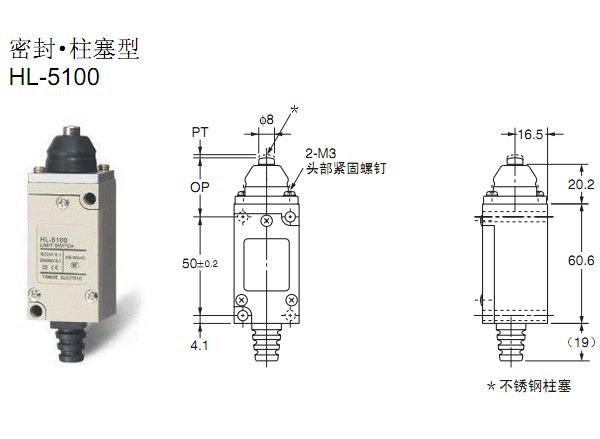 密封•柱塞型
HL-5100
HL-5100
LIMIT SWITCH
TENGDE ELECTRIC
PT
OP
50±0.2
4.1
φ8
*
2-M3
头部紧固螺钉
16.5
20.2
60.6
(19)
*不锈钢柱塞